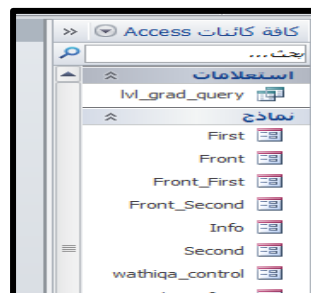 كافة كائنات Access
بحث...
استعلامات
lvl_grad_query
نماذج
First
Front
Front_First
Front_Second
Info
Second
wathiqa_control